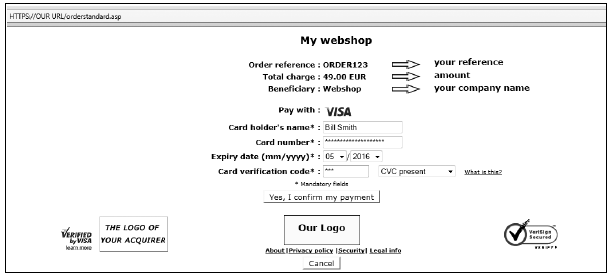 HTTPS://OUR URL/orderstandard.asp
My webshop
Order reference : ORDER123 your reference
Total charge : 49.00 EUR amount
Beneficiary : Webshop your company name
Pay with : VISA
Card holder's name* : Bill Smith
Card number* : ********************
Expiry date (mm/yyyy)* : 05 / 2016
Card verification code* : *** CVC present What is this?
* Mandatory fields
Yes, I confirm my payment
VERIFIED by VISA
learn more
THE LOGO OF
YOUR ACQUIRER
Our Logo
VeriSign
Secured
VERIFY
About |Privacy policy |Security| Legal info
Cancel